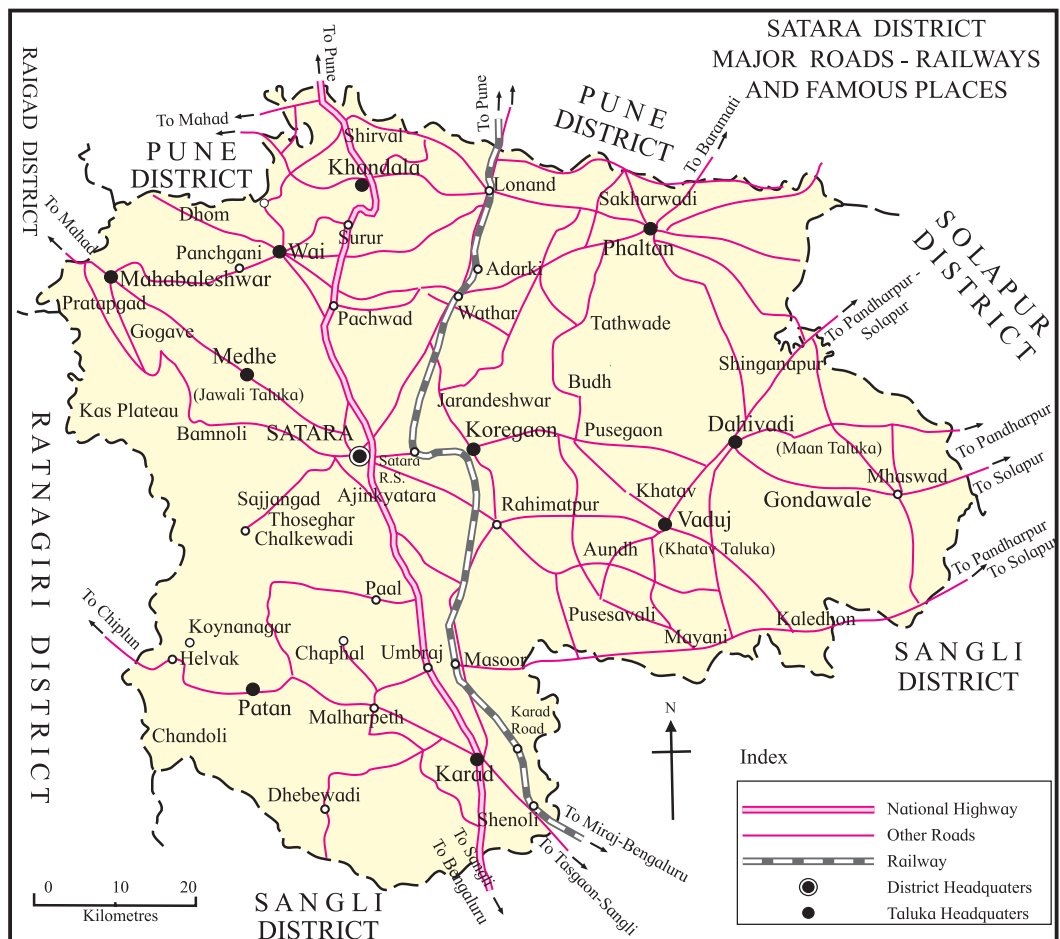 SATARA DISTRICT
MAJOR ROADS - RAILWAYS
AND FAMOUS PLACES
RAIGAD DISTRICT
To Pune
To Pune
To Mahad
PUNE
DISTRICT
PUNE
DISTRICT
To Baramati
Shirval
Khandala
Lonand
Sakharwadi
Dhom
To Mahad
Surur
Phaltan
Panchgani
Wai
SOLAPUR
DISTRICT
Adarki
Mahabaleshwar
Pratapgad
Pachwad
Wathar
To Pandharpur -
Solapur
Gogave
Tathwade
Medhe
(Jawali Taluka)
Shinganapur
Budh
Kas Plateau
Jarandeshwar
Bamnoli
SATARA
Koregaon
Pusegaon
Dahivadi
(Maan Taluka)
To Pandharpur
Satara
R.S.
Ajinkyatara
Mhaswad
To Solapur
Sajjangad
Khatav
Gondawale
Thoseghar
Rahimatpur
Chalkewadi
Vaduj
(Khatav Taluka)
Aundh
To Pandharpur
To Solapur
RATNAGIRI DISTRICT
Paal
To Chiplun
Pusesavali
Kaledhon
Koynanagar
Mayani
Chaphal
Umbraj
Helvak
Masoor
SANGLI
DISTRICT
Patan
Malharpeth
Karad
Road
N
Chandoli
Karad
Index
Dhebewadi
Shenoli
National Highway
Other Roads
To Miraj-Bengaluru
Railway
To Sangli
To Bengaluru
To Tasgaon-Sangli
0 10 20
Kilometres
District Headquaters
Taluka Headquaters
SANGLI
DISTRICT